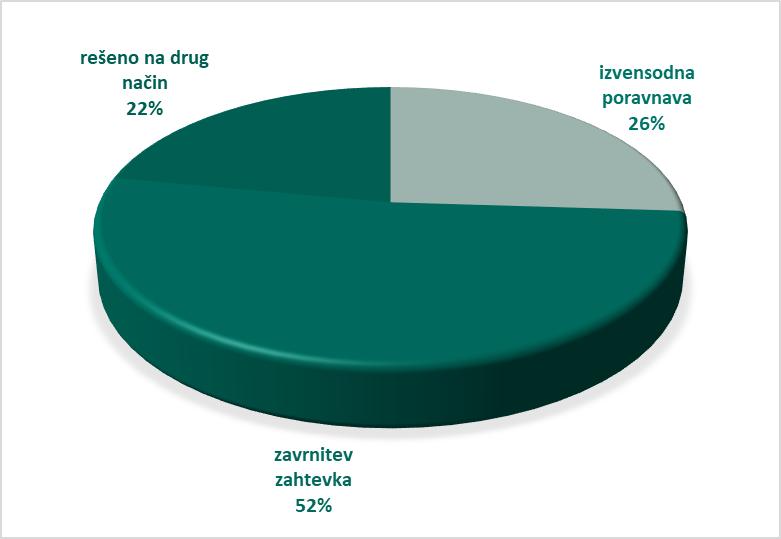 rešeno na drug
način
22%
izvensodna
poravnava
26%
zavrnitev
zahtevka
52%